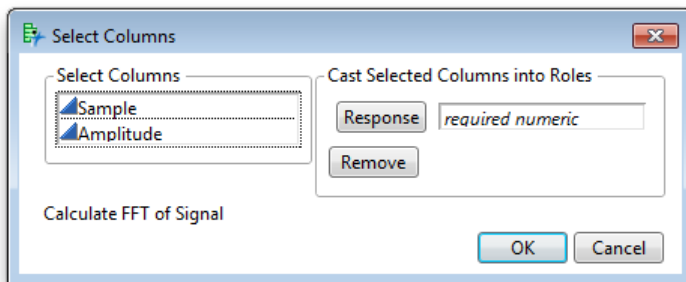 Select Columns
Select Columns
Sample
Amplitude
Cast Selected Columns into Roles
Response required numeric
Remove
Calculate FFT of Signal
OK Cancel